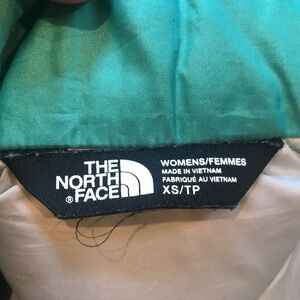 THE
NORTH
® FACE
WOMENS/FEMMES
MADE IN VIETNAM
FABRIQUÉ AU VIETNAM
XS/TP